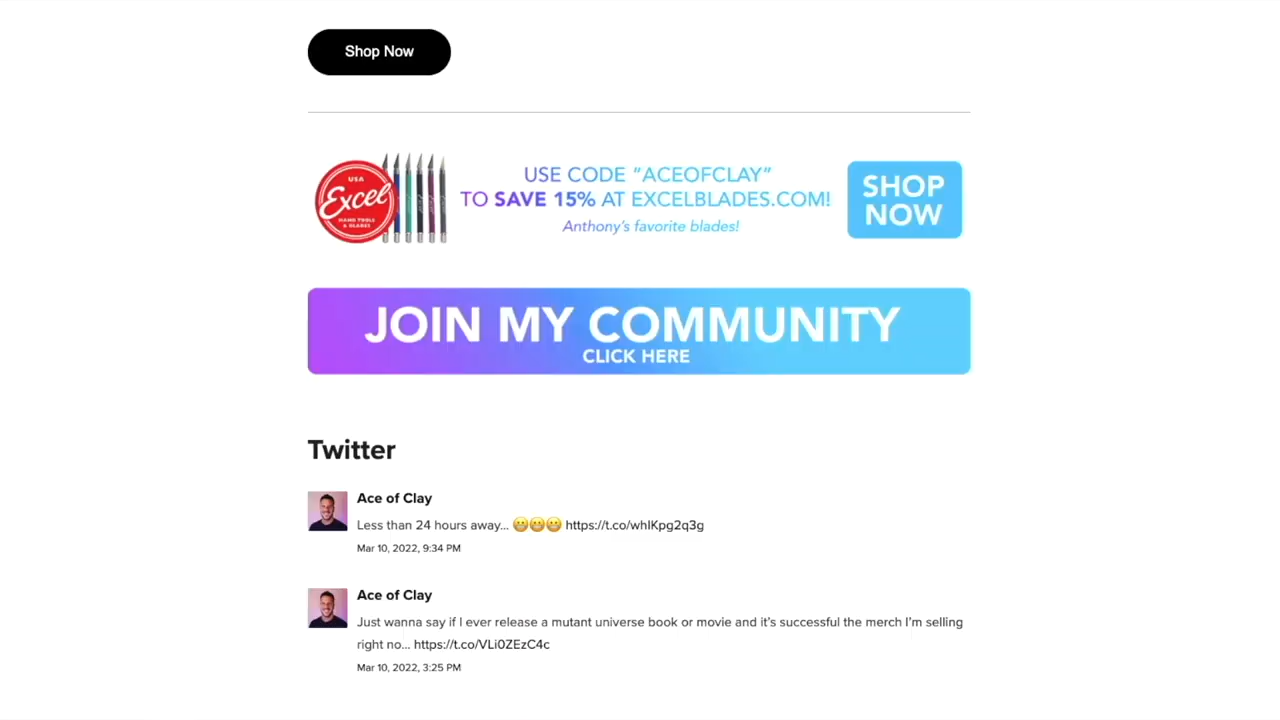 Shop Now
USA
Excel
HAND TOOLS
& BLADES
USE CODE “ACEOFCLAY”
TO SAVE 15% AT EXCELBLADES.COM!
Anthony’s favorite blades!
SHOP
NOW
JOIN MY COMMUNITY
CLICK HERE
Twitter
Ace of Clay
Less than 24 hours away... 😬😬😬 https://t.co/whIKpg2q3g
Mar 10, 2022, 9:34 PM
Ace of Clay
Just wanna say if I ever release a mutant universe book or movie and it’s successful the merch I’m selling
right no... https://t.co/VLi0ZEzC4c
Mar 10, 2022, 3:25 PM